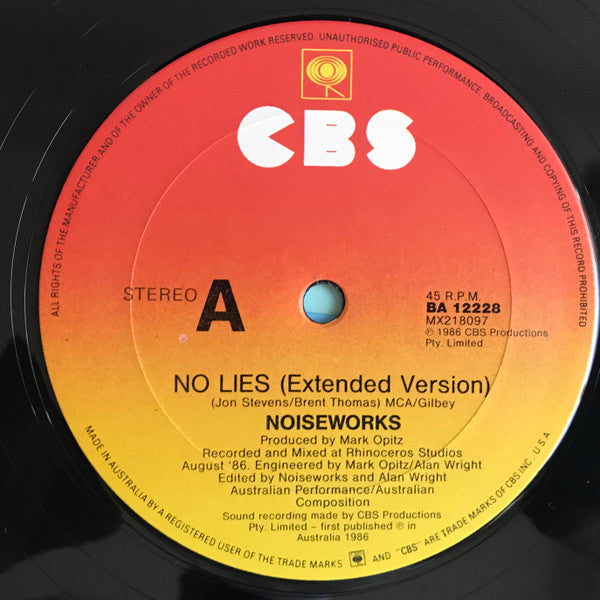 ALL RIGHTS OF THE MANUFACTURER AND OF THE OWNER OF THE RECORDED WORK RESERVED. UNAUTHORISED PUBLIC PERFORMANCE, BROADCASTING AND COPYING OF THIS RECORD PROHIBITED
CBS
STEREO A
45 R.P.M.
BA 12228
MX218097
℗ 1986 CBS Productions
Pty. Limited
NO LIES (Extended Version)
(Jon Stevens/Brent Thomas) MCA/Gilbey
NOISEWORKS
Produced by Mark Opitz
Recorded and Mixed at Rhinoceros Studios
August '86. Engineered by Mark Opitz/Alan Wright
Edited by Noiseworks and Alan Wright
Australian Performance/Australian
Composition
Sound recording made by CBS Productions
Pty. Limited – first published ℗ in
Australia 1986
MADE IN AUSTRALIA BY A REGISTERED USER OF THE TRADE MARKS AND "CBS" ARE TRADE MARKS OF CBS INC. U S A